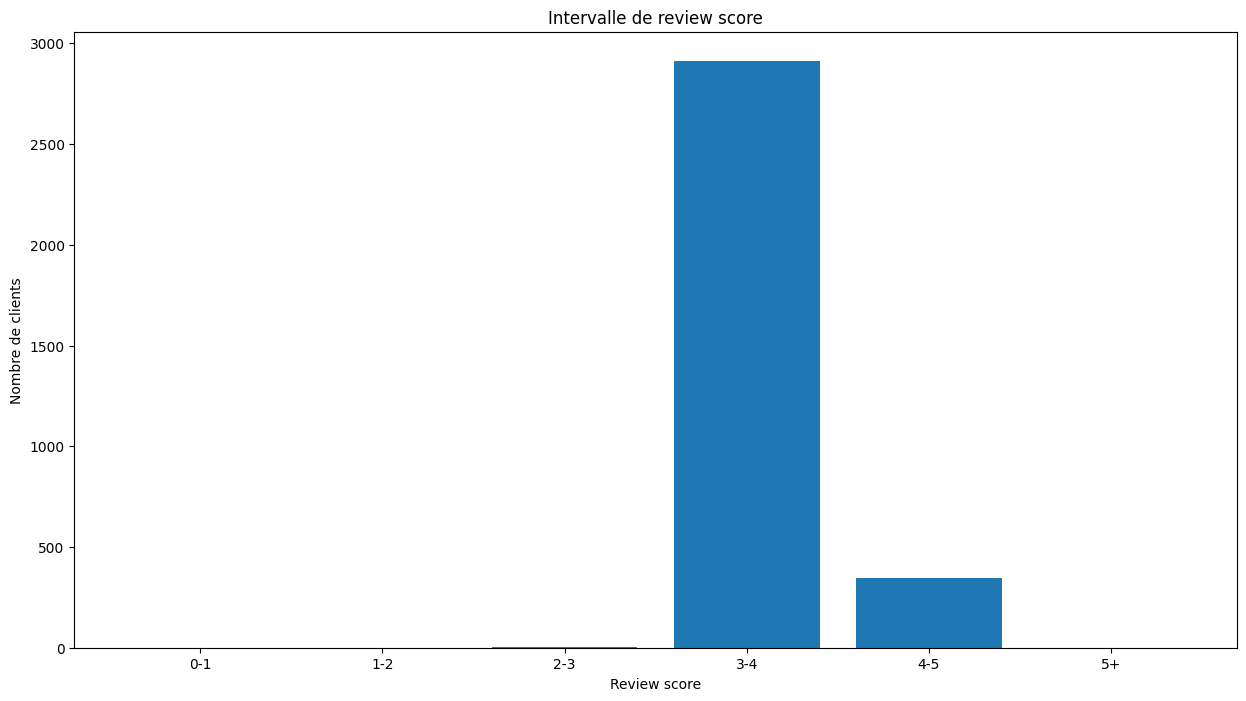 Intervalle de review score
3000
2500
2000
1500
1000
500
0
Nombre de clients
0-1 1-2 2-3 3-4 4-5 5+
Review score